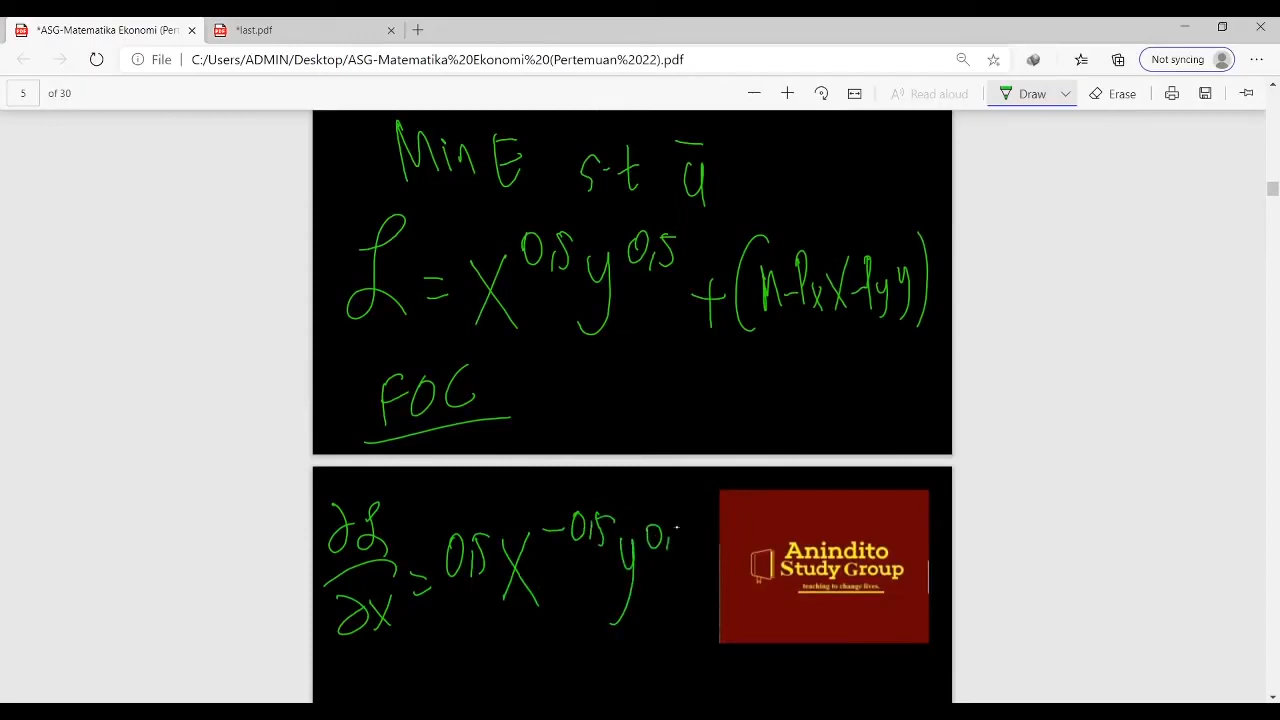 *ASG-Matematika Ekonomi (Pert
*last.pdf
File C:/Users/ADMIN/Desktop/ASG-Matematika%20Ekonomi%20(Pertemuan%2022).pdf
Not syncing
5 of 30
Read aloud
Draw
Erase
Min E s.t ū
ℒ = X^0,5 y^0,5 + (M-PxX-Pyy)
FOC
∂ℒ/∂X = 0,5X^-0,5 y^0,
Anindito
Study Group
teaching to change lives.